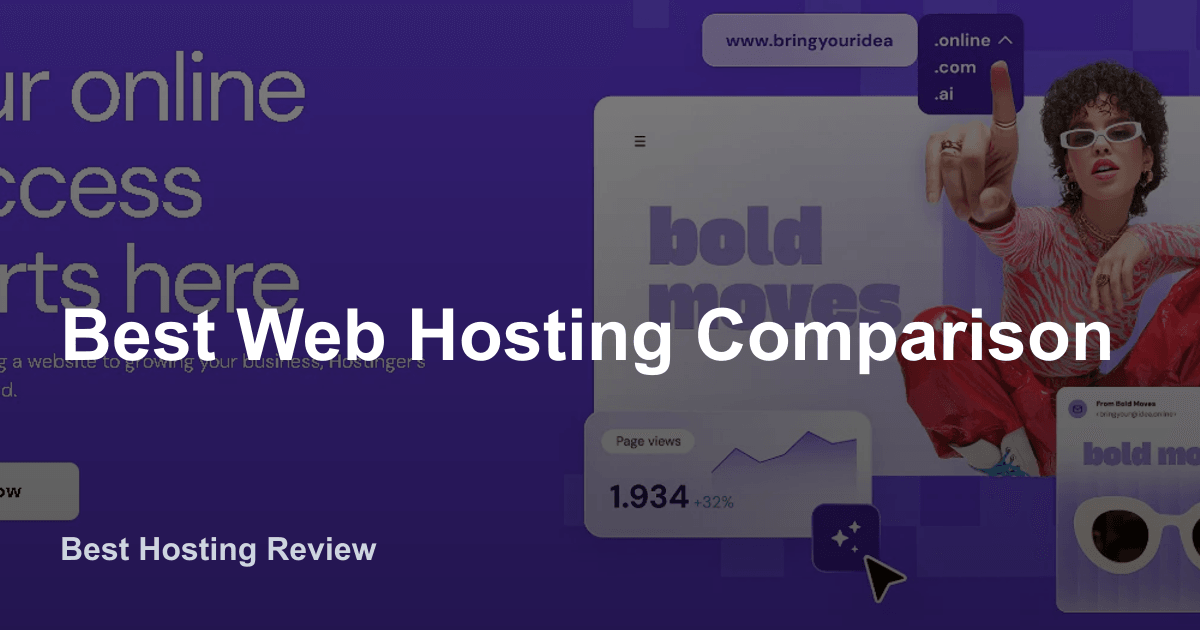 ur online
ccess
rts here
Best Web Hosting Comparison
g a website to growing your business, Hostinger's
d.
ow
Best Hosting Review
www.bringyouridea
.online
.com
.ai
bold
moves
Page views
1.934 +32%
From Bold Moves
bold mo